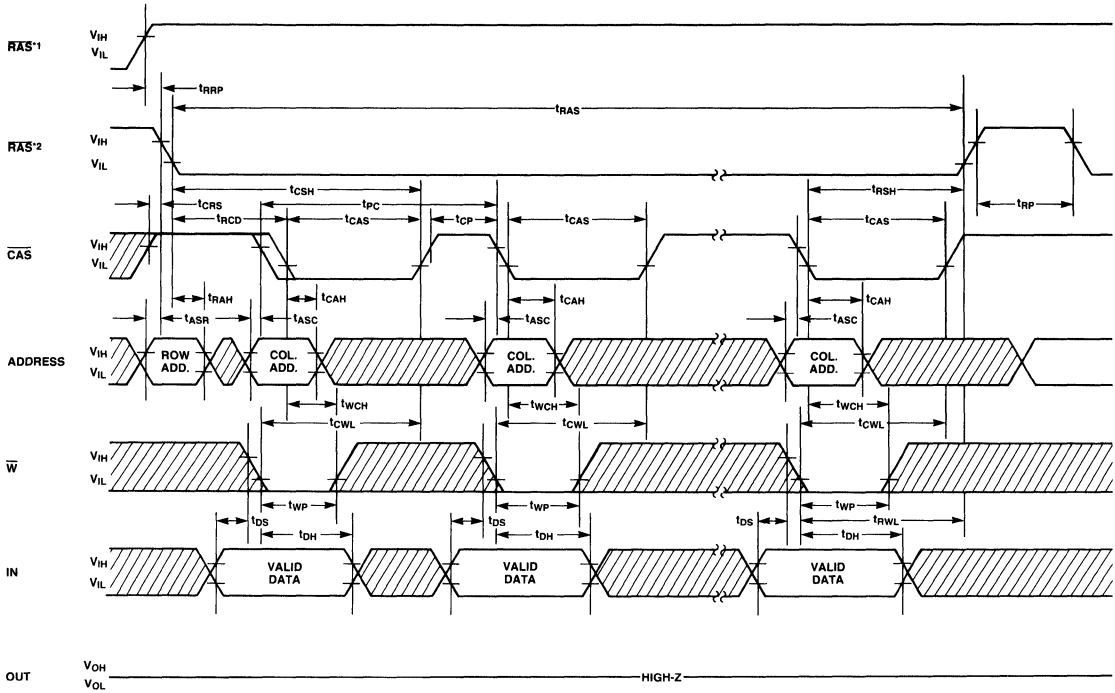 RAS*1 VIH
VIL
tRRP
tRAS
RAS*2 VIH
VIL
tCSH tRSH
tCRS tPC tRP
tRCD tCAS tCP tCAS tCAS
CAS VIH
VIL
tRAH tCAH tCAH tCAH
tASR tASC tASC tASC
ADDRESS VIH
VIL
ROW ADD. COL. ADD. COL. ADD. COL. ADD.
tWCH tWCH tWCH
tCWL tCWL tCWL
W VIH
VIL
tWP tWP tWP
tDS tDS tDS tRWL
tDH tDH tDH
IN VIH
VIL
VALID DATA VALID DATA VALID DATA
OUT VOH
VOL
HIGH-Z